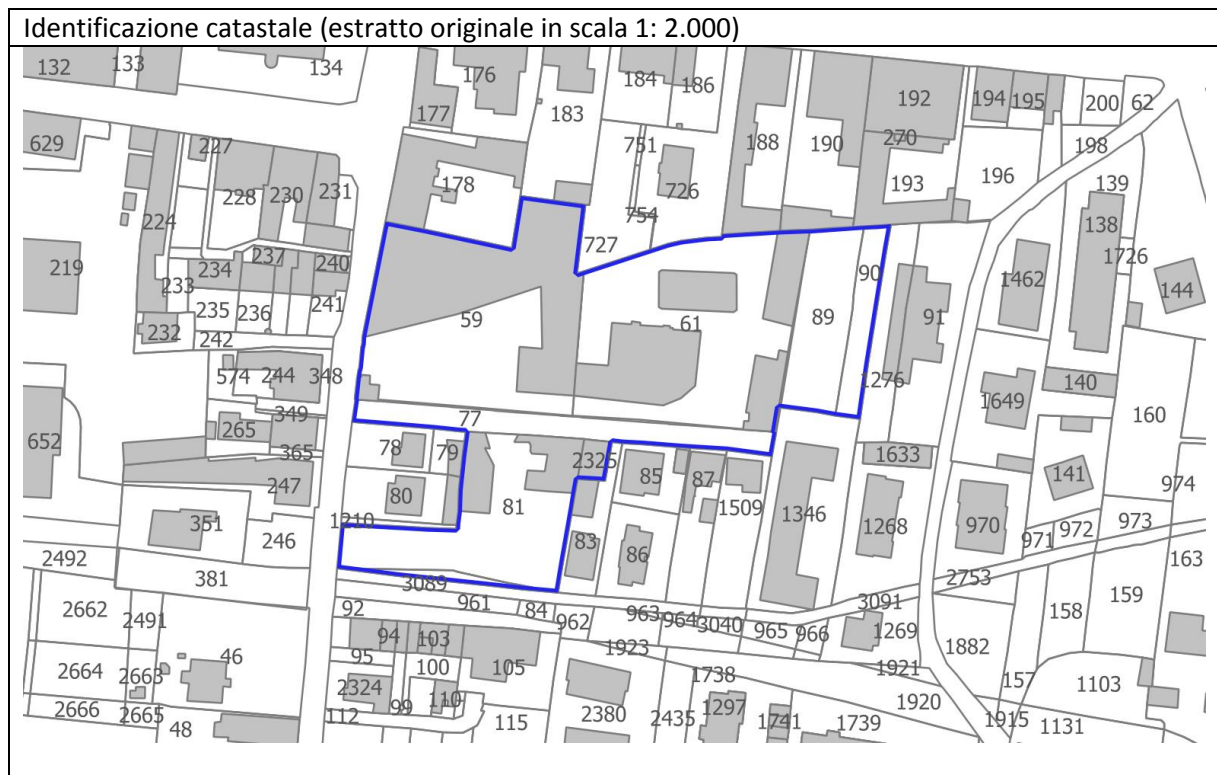 Identificazione catastale (estratto originale in scala 1: 2.000)
132 133 134 176 177 183 184 186 188 190 192 194 195 200 62
629 227 228 230 231 178 751 726 754 727 270 193 196 198 139
224 219 233 234 237 240 235 236 241 232 242 138 1726 144 1462
59 61 89 90 91 1276
574 244 348 349 265 365 652 247 77 78 79 80 81 2325 85 87 1509 1649 140 160 141 974
351 246 1210 83 86 1346 1268 1633 970 971 972 973 163
2492 381 3089 961 84 962 963 964 3040 965 966 3091 2753 158 159
2662 2491 46 92 94 103 95 100 105 1923 1738 1921 1269 1882
2664 2663 2324 99 110 2380 2435 1297 1920 157 1103
2666 2665 48 112 115 1741 1739 1915 1131